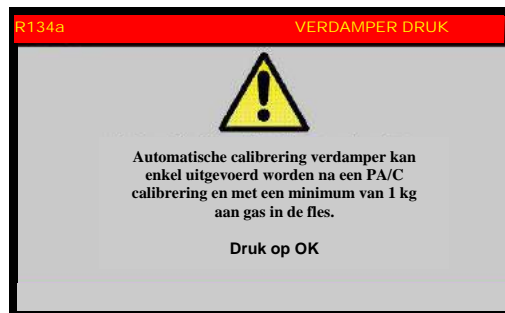 R134a VERDAMPER DRUK
Automatische calibrering verdamper kan
enkel uitgevoerd worden na een PA/C
calibrering en met een minimum van 1 kg
aan gas in de fles.
Druk op OK